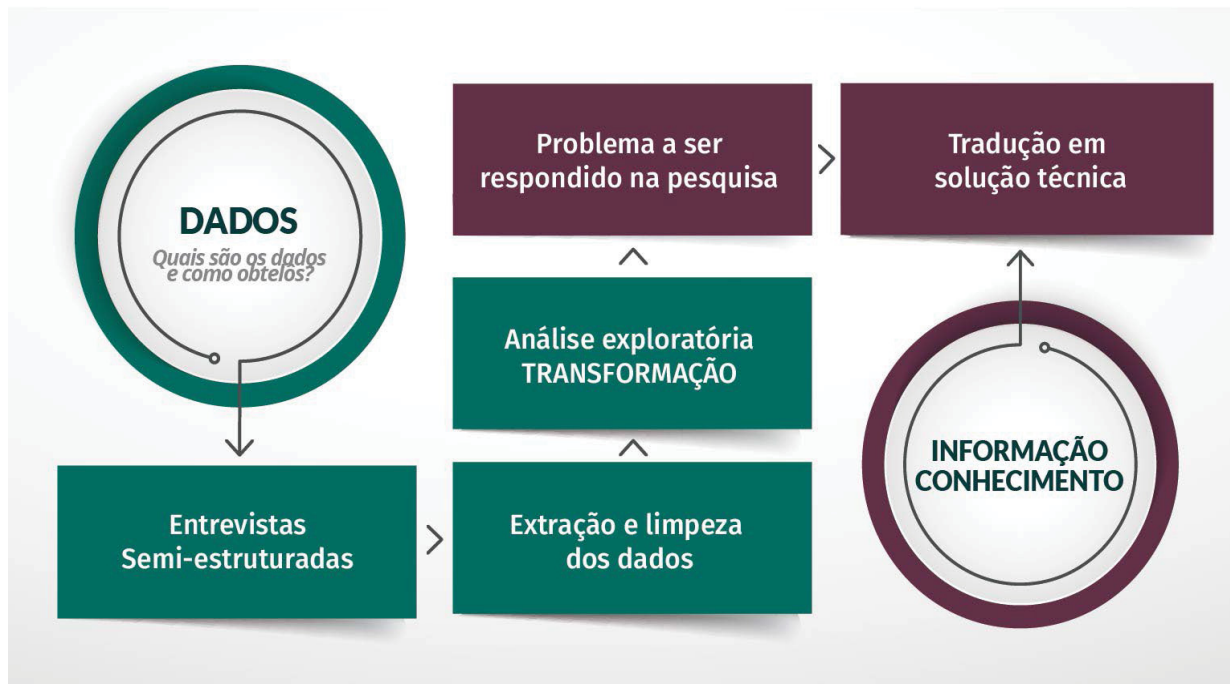 DADOS
Quais são os dados
e como obtelos?
Entrevistas
Semi-estruturadas
Extração e limpeza
dos dados
Análise exploratória
TRANSFORMAÇÃO
Problema a ser
respondido na pesquisa
Tradução em
solução técnica
INFORMAÇÃO
CONHECIMENTO